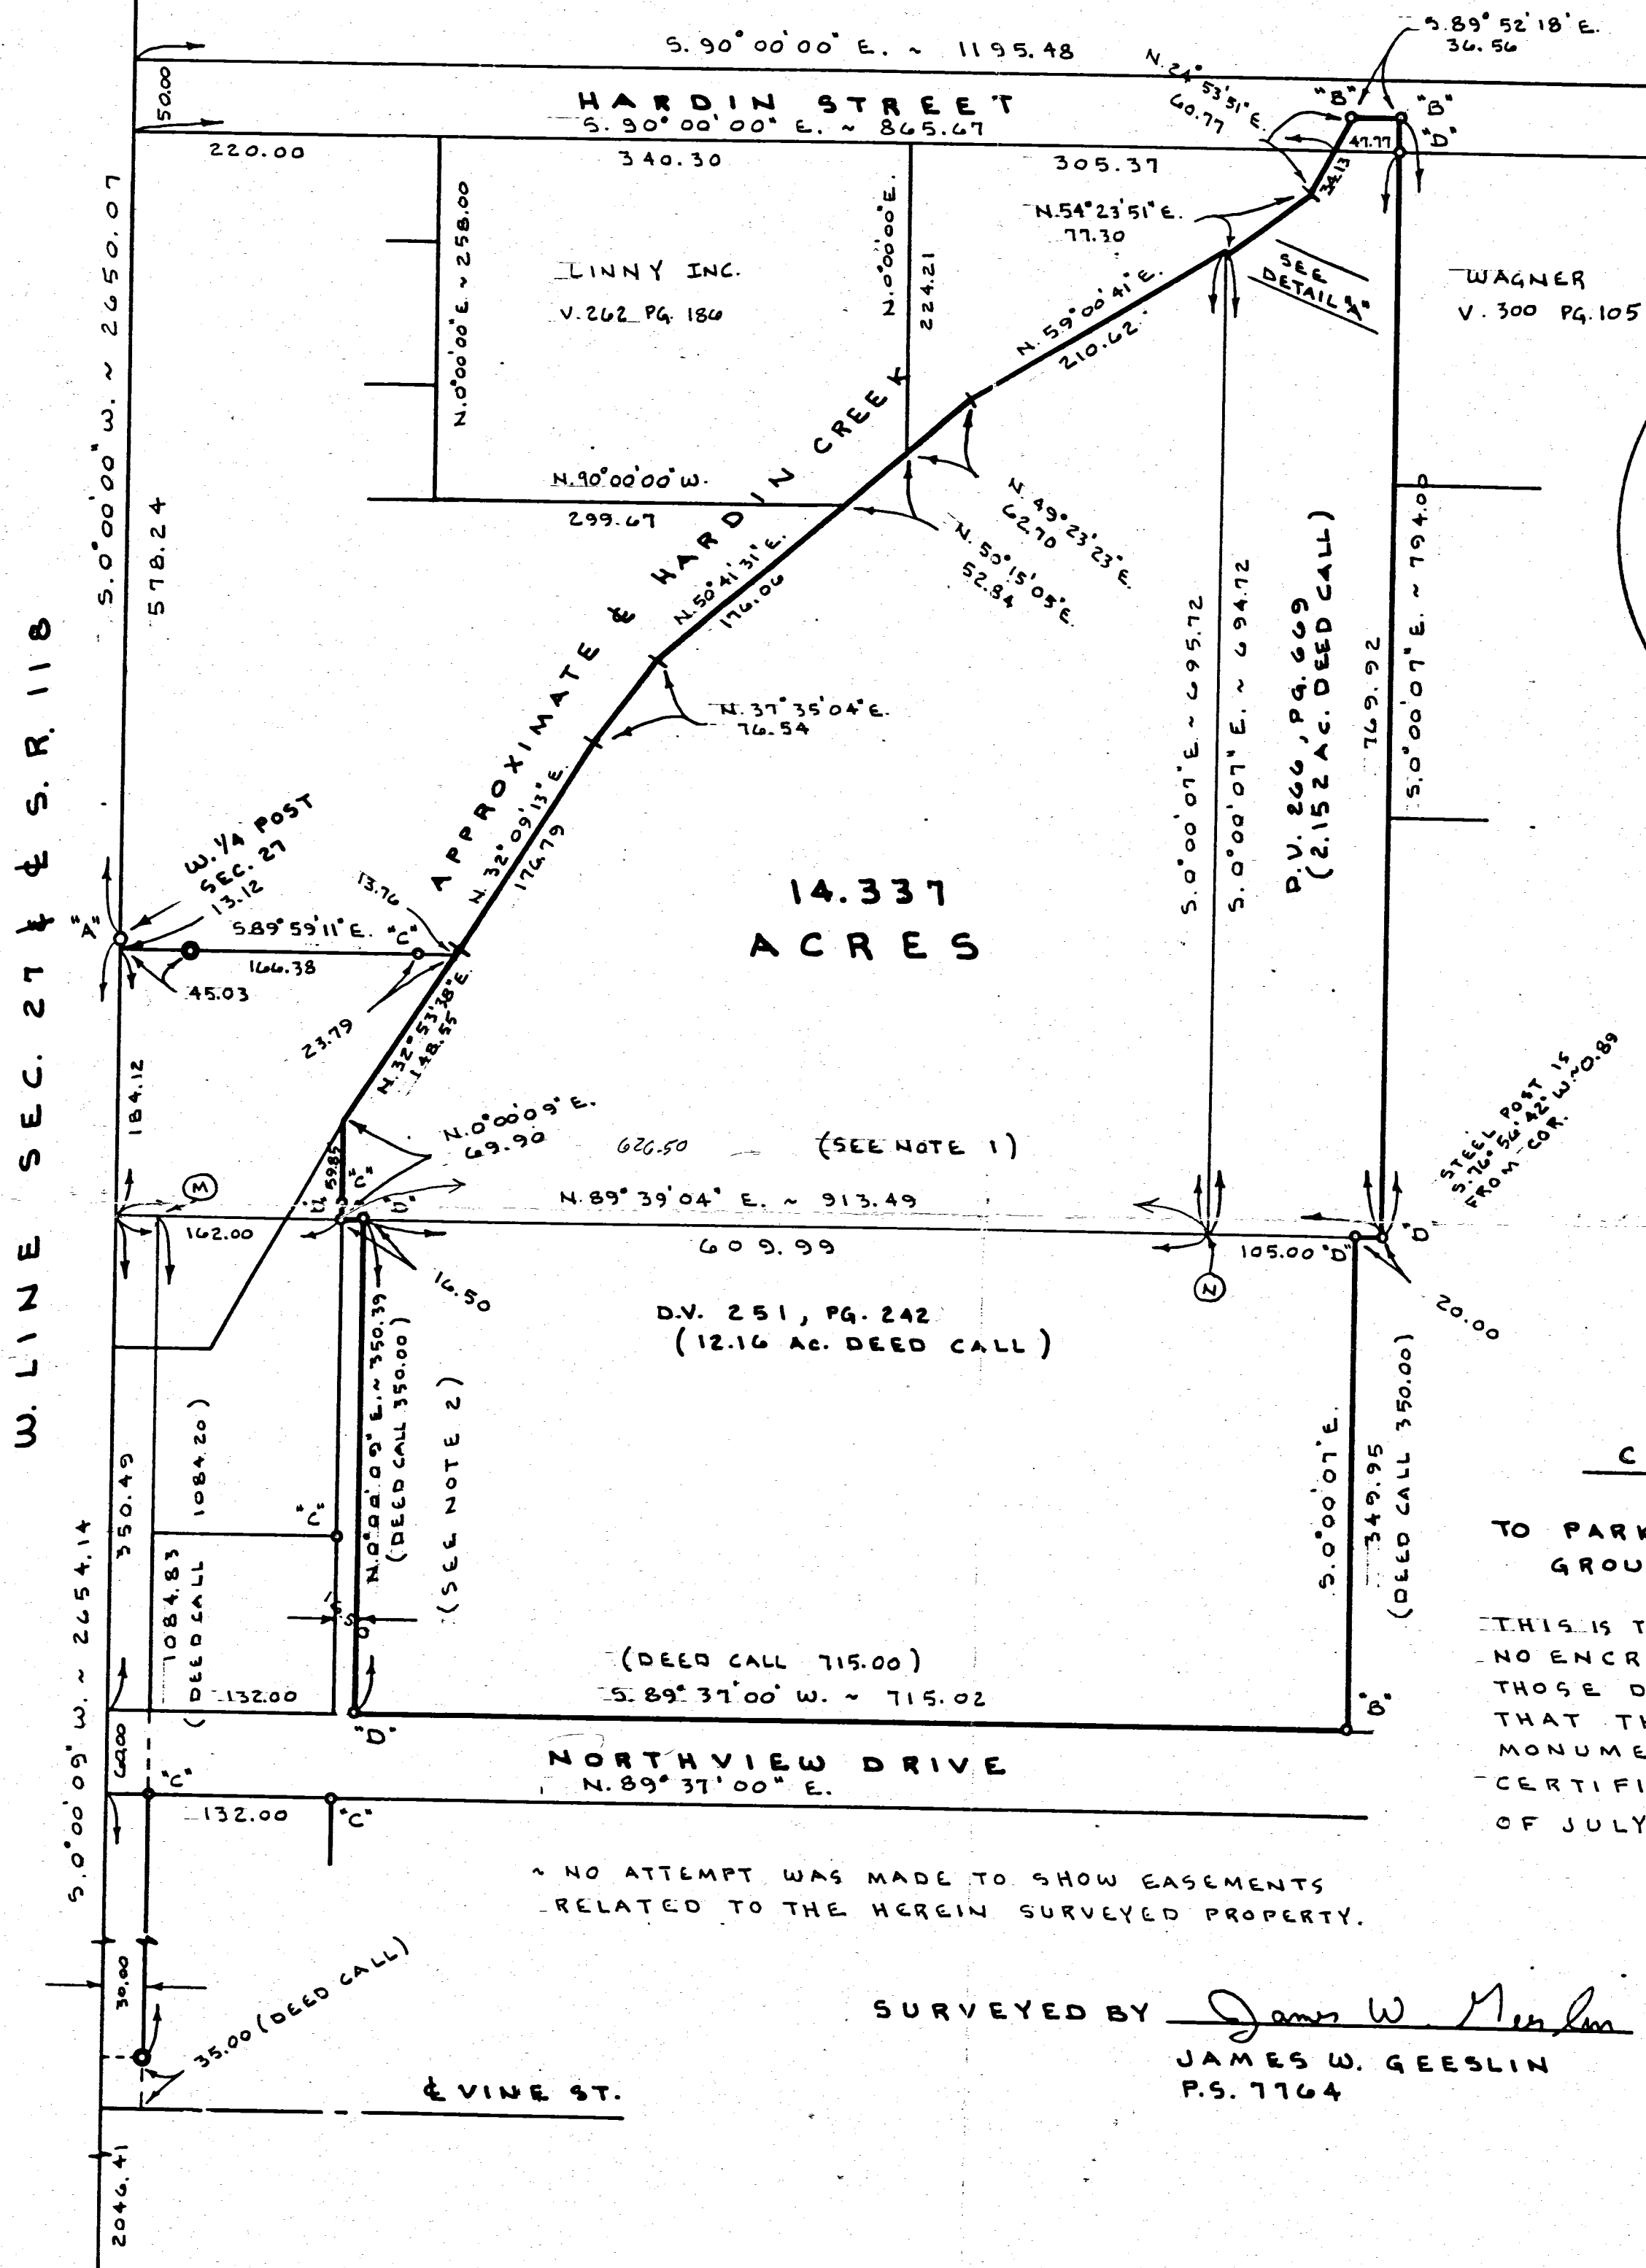 S. 90°00'00" E. ~ 1195.48
S. 89°52'18" E.
36.56
50.00
HARDIN STREET
S. 90°00'00" E. ~ 865.67
N. 24°53'51" E.
60.77
"B"
"B"
"D"
47.77
34.13
220.00
340.30
305.37
N. 54°23'51" E.
77.30
SEE
DETAIL "A"
WAGNER
V. 300 PG. 105
LINNY INC.
V. 262 PG. 186
N. 0°00'00" E. ~ 258.00
N. 0°00'00" E.
224.21
N. 59°00'41" E.
210.62
S. 0°00'00" W. ~ 2650.07
578.24
N. 90°00'00" W.
299.67
N. 49°23'23" E.
62.70
N. 50°15'05" E.
52.84
N. 50°41'31" E.
176.06
APPROXIMATE ℄ HARDIN CREEK
N. 37°35'04" E.
76.54
N. 32°09'13" E.
176.79
S. 0°00'07" E. ~ 695.72
S. 0°00'07" E. ~ 694.72
D.V. 266, PG. 669
(2.152 AC. DEED CALL)
769.92
S. 0°00'07" E. ~ 794.00
W. LINE SEC. 27 & ℄ S.R. 118
W. 1/4 POST
SEC. 27
13.12
"A"
S. 89°59'11" E.
"C"
13.76
166.38
45.03
23.79
14.337
ACRES
N. 32°53'38" E.
148.55
184.12
N. 0°00'09" E.
69.90
59.85
626.50
(SEE NOTE 1)
STEEL POST IS
S. 76°56'42" W. ~ 0.89
FROM COR.
M
"C"
"D"
162.00
N. 89°39'04" E. ~ 913.49
609.99
105.00
"D"
"D"
N
16.50
20.00
D.V. 251, PG. 242
(12.16 AC. DEED CALL)
N. 0°00'09" E. ~ 350.39
(DEED CALL 350.00)
(SEE NOTE 2)
S. 0°00'07" E.
349.95
(DEED CALL 350.00)
350.49
1084.83
(DEED CALL 1084.20)
"C"
16.50
S. 0°00'09" W. ~ 2654.14
132.00
(DEED CALL 715.00)
S. 89°37'00" W. ~ 715.02
"D"
"B"
60.00
NORTHVIEW DRIVE
N. 89°37'00" E.
"C"
132.00
"C"
C
TO PARK
GROU
THIS IS T
NO ENCR
THOSE D
THAT TH
MONUME
CERTIFI
OF JULY
~ NO ATTEMPT WAS MADE TO SHOW EASEMENTS
RELATED TO THE HEREIN SURVEYED PROPERTY.
30.00
35.00 (DEED CALL)
℄ VINE ST.
2046.41
SURVEYED BY James W. Geeslin
JAMES W. GEESLIN
P.S. 7764